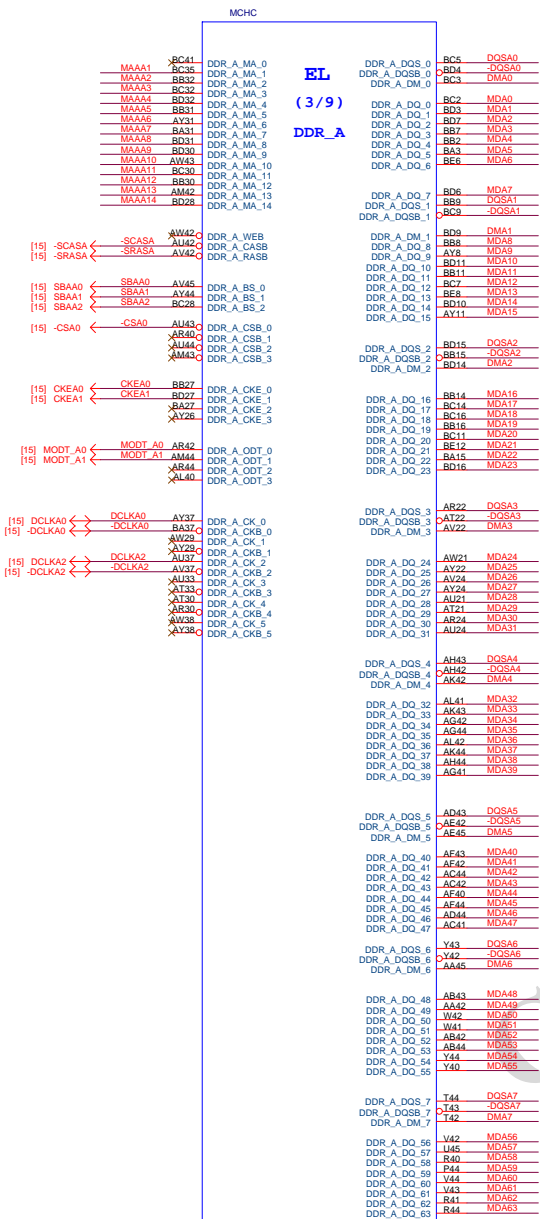 MCHC
EL
(3/9)
DDR_A
BC41 DDR_A_MA_0
MAAA1 BC35 DDR_A_MA_1
MAAA2 BB32 DDR_A_MA_2
MAAA3 BC32 DDR_A_MA_3
MAAA4 BD32 DDR_A_MA_4
MAAA5 BB31 DDR_A_MA_5
MAAA6 AY31 DDR_A_MA_6
MAAA7 BA31 DDR_A_MA_7
MAAA8 BD31 DDR_A_MA_8
MAAA9 BD30 DDR_A_MA_9
MAAA10 AW43 DDR_A_MA_10
MAAA11 BC30 DDR_A_MA_11
MAAA12 BB30 DDR_A_MA_12
MAAA13 AM42 DDR_A_MA_13
MAAA14 BD28 DDR_A_MA_14
AW42 DDR_A_WEB
[15] -SCASA -SCASA AU42 DDR_A_CASB
[15] -SRASA -SRASA AV42 DDR_A_RASB
[15] SBAA0 SBAA0 AV45 DDR_A_BS_0
[15] SBAA1 SBAA1 AY44 DDR_A_BS_1
[15] SBAA2 SBAA2 BC28 DDR_A_BS_2
[15] -CSA0 -CSA0 AU43 DDR_A_CSB_0
AR40 DDR_A_CSB_1
AU44 DDR_A_CSB_2
AM43 DDR_A_CSB_3
[15] CKEA0 CKEA0 BB27 DDR_A_CKE_0
[15] CKEA1 CKEA1 BD27 DDR_A_CKE_1
BA27 DDR_A_CKE_2
AY26 DDR_A_CKE_3
[15] MODT_A0 MODT_A0 AR42 DDR_A_ODT_0
[15] MODT_A1 MODT_A1 AM44 DDR_A_ODT_1
AR44 DDR_A_ODT_2
AL40 DDR_A_ODT_3
[15] DCLKA0 DCLKA0 AY37 DDR_A_CK_0
[15] -DCLKA0 -DCLKA0 BA37 DDR_A_CKB_0
AW29 DDR_A_CK_1
AY29 DDR_A_CKB_1
[15] DCLKA2 DCLKA2 AU37 DDR_A_CK_2
[15] -DCLKA2 -DCLKA2 AV37 DDR_A_CKB_2
AU33 DDR_A_CK_3
AT33 DDR_A_CKB_3
AT30 DDR_A_CK_4
AR30 DDR_A_CKB_4
AW38 DDR_A_CK_5
AY38 DDR_A_CKB_5
DDR_A_DQS_0 BC5 DQSA0
DDR_A_DQSB_0 BD4 -DQSA0
DDR_A_DM_0 BC3 DMA0
DDR_A_DQ_0 BC2 MDA0
DDR_A_DQ_1 BD3 MDA1
DDR_A_DQ_2 BD7 MDA2
DDR_A_DQ_3 BB7 MDA3
DDR_A_DQ_4 BB2 MDA4
DDR_A_DQ_5 BA3 MDA5
DDR_A_DQ_6 BE6 MDA6
DDR_A_DQ_7 BD6 MDA7
DDR_A_DQS_1 BB9 DQSA1
DDR_A_DQSB_1 BC9 -DQSA1
DDR_A_DM_1 BD9 DMA1
DDR_A_DQ_8 BB8 MDA8
DDR_A_DQ_9 AY8 MDA9
DDR_A_DQ_10 BD11 MDA10
DDR_A_DQ_11 BB11 MDA11
DDR_A_DQ_12 BC7 MDA12
DDR_A_DQ_13 BE8 MDA13
DDR_A_DQ_14 BD10 MDA14
DDR_A_DQ_15 AY11 MDA15
DDR_A_DQS_2 BD15 DQSA2
DDR_A_DQSB_2 BB15 -DQSA2
DDR_A_DM_2 BD14 DMA2
DDR_A_DQ_16 BB14 MDA16
DDR_A_DQ_17 BC14 MDA17
DDR_A_DQ_18 BC16 MDA18
DDR_A_DQ_19 BB16 MDA19
DDR_A_DQ_20 BC11 MDA20
DDR_A_DQ_21 BE12 MDA21
DDR_A_DQ_22 BA15 MDA22
DDR_A_DQ_23 BD16 MDA23
DDR_A_DQS_3 AR22 DQSA3
DDR_A_DQSB_3 AT22 -DQSA3
DDR_A_DM_3 AV22 DMA3
DDR_A_DQ_24 AW21 MDA24
DDR_A_DQ_25 AY22 MDA25
DDR_A_DQ_26 AV24 MDA26
DDR_A_DQ_27 AY24 MDA27
DDR_A_DQ_28 AU21 MDA28
DDR_A_DQ_29 AT21 MDA29
DDR_A_DQ_30 AR24 MDA30
DDR_A_DQ_31 AU24 MDA31
DDR_A_DQS_4 AH43 DQSA4
DDR_A_DQSB_4 AH42 -DQSA4
DDR_A_DM_4 AK42 DMA4
DDR_A_DQ_32 AL41 MDA32
DDR_A_DQ_33 AK43 MDA33
DDR_A_DQ_34 AG42 MDA34
DDR_A_DQ_35 AG44 MDA35
DDR_A_DQ_36 AL42 MDA36
DDR_A_DQ_37 AK44 MDA37
DDR_A_DQ_38 AH44 MDA38
DDR_A_DQ_39 AG41 MDA39
DDR_A_DQS_5 AD43 DQSA5
DDR_A_DQSB_5 AE42 -DQSA5
DDR_A_DM_5 AE45 DMA5
DDR_A_DQ_40 AF43 MDA40
DDR_A_DQ_41 AF42 MDA41
DDR_A_DQ_42 AC44 MDA42
DDR_A_DQ_43 AC42 MDA43
DDR_A_DQ_44 AF40 MDA44
DDR_A_DQ_45 AF44 MDA45
DDR_A_DQ_46 AD44 MDA46
DDR_A_DQ_47 AC41 MDA47
DDR_A_DQS_6 Y43 DQSA6
DDR_A_DQSB_6 Y42 -DQSA6
DDR_A_DM_6 AA45 DMA6
DDR_A_DQ_48 AB43 MDA48
DDR_A_DQ_49 AA42 MDA49
DDR_A_DQ_50 W42 MDA50
DDR_A_DQ_51 W41 MDA51
DDR_A_DQ_52 AB42 MDA52
DDR_A_DQ_53 AB44 MDA53
DDR_A_DQ_54 Y44 MDA54
DDR_A_DQ_55 Y40 MDA55
DDR_A_DQS_7 T44 DQSA7
DDR_A_DQSB_7 T43 -DQSA7
DDR_A_DM_7 T42 DMA7
DDR_A_DQ_56 V42 MDA56
DDR_A_DQ_57 U45 MDA57
DDR_A_DQ_58 R40 MDA58
DDR_A_DQ_59 P44 MDA59
DDR_A_DQ_60 V44 MDA60
DDR_A_DQ_61 V43 MDA61
DDR_A_DQ_62 R41 MDA62
DDR_A_DQ_63 R44 MDA63